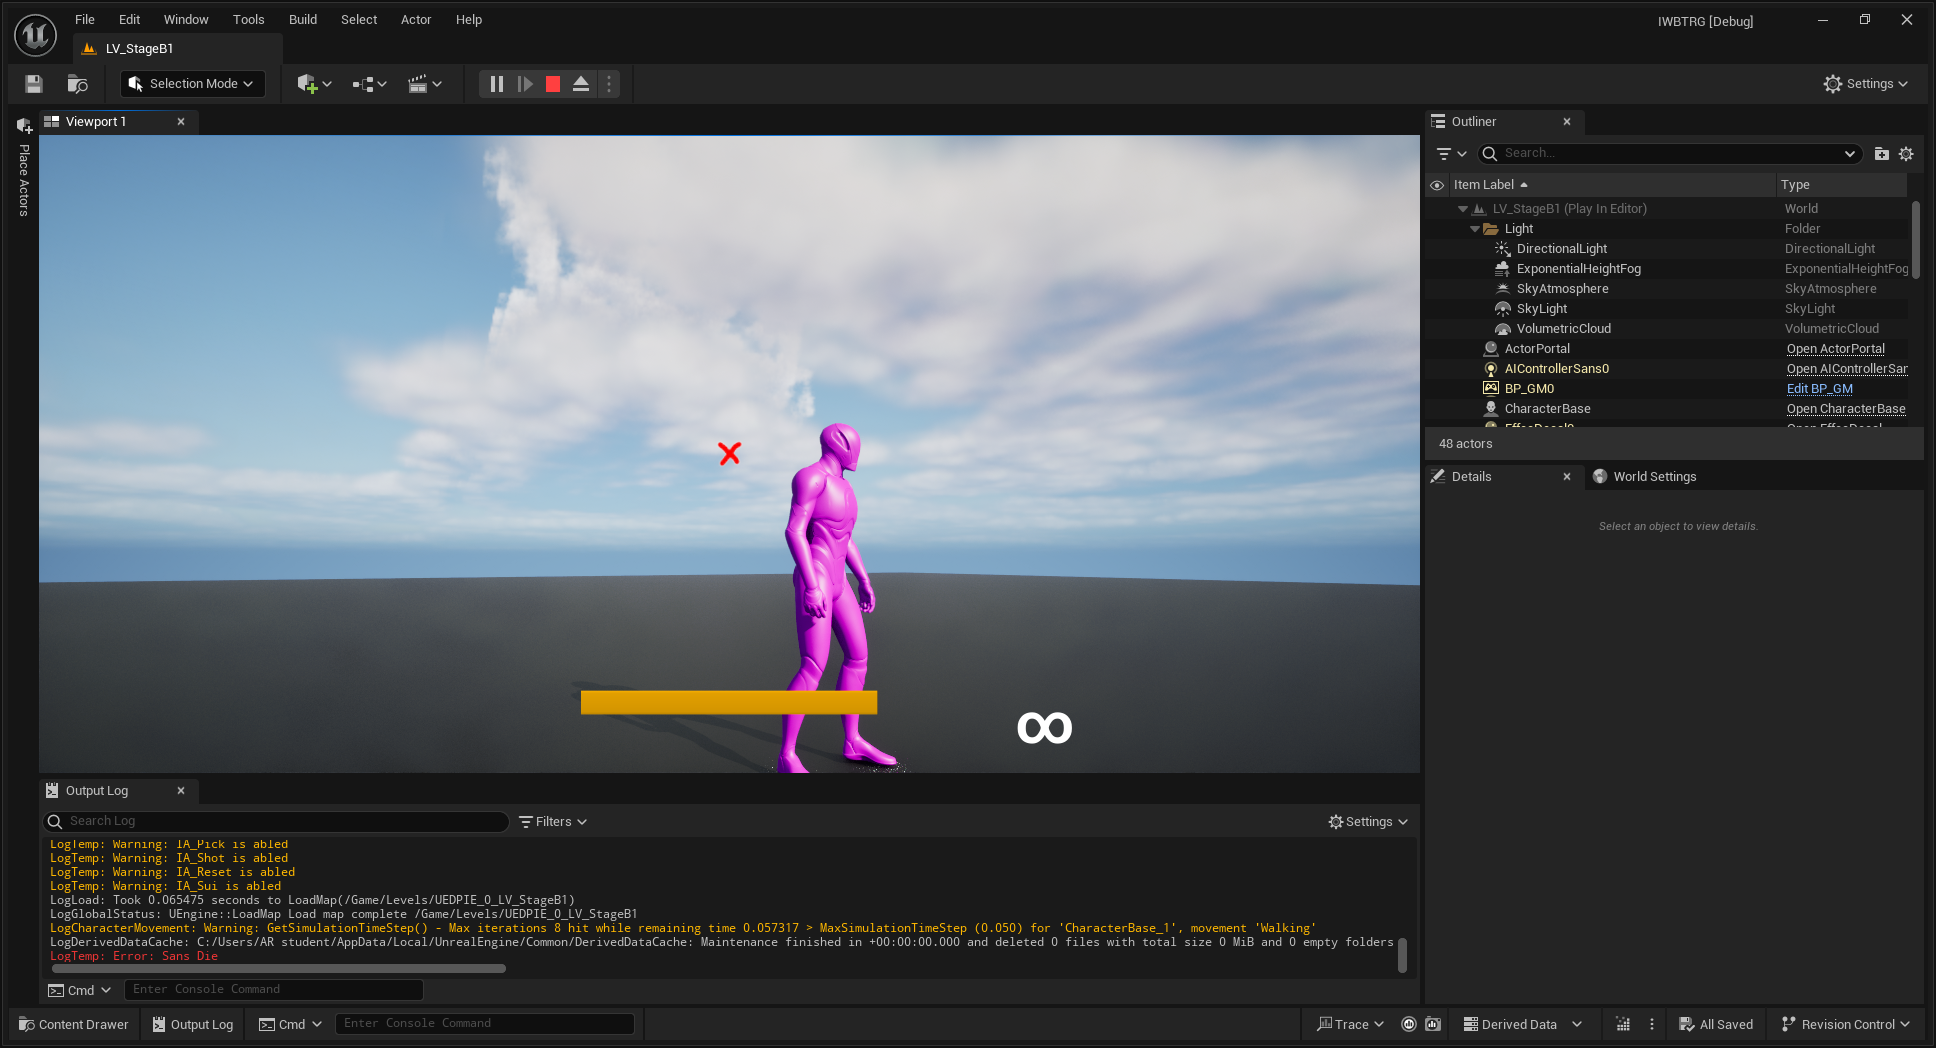 File Edit Window Tools Build Select Actor Help
IWBTRG [Debug]
LV_StageB1
Selection Mode
Settings
Place Actors
Viewport 1
Outliner
Search...
Item Label Type
LV_StageB1 (Play In Editor) World
Light Folder
DirectionalLight DirectionalLight
ExponentialHeightFog ExponentialHeightFog
SkyAtmosphere SkyAtmosphere
SkyLight SkyLight
VolumetricCloud VolumetricCloud
ActorPortal Open ActorPortal
AIControllerSans0 Open AIControllerSan
BP_GM0 Edit BP_GM
CharacterBase Open CharacterBase
48 actors
Details World Settings
Select an object to view details.
∞
Output Log
Search Log
Filters
Settings
LogTemp: Warning: IA_Pick is abled
LogTemp: Warning: IA_Shot is abled
LogTemp: Warning: IA_Reset is abled
LogTemp: Warning: IA_Sui is abled
LogLoad: Took 0.065475 seconds to LoadMap(/Game/Levels/UEDPIE_0_LV_StageB1)
LogGlobalStatus: UEngine::LoadMap Load map complete /Game/Levels/UEDPIE_0_LV_StageB1
LogCharacterMovement: Warning: GetSimulationTimeStep() - Max iterations 8 hit while remaining time 0.057317 > MaxSimulationTimeStep (0.050) for 'CharacterBase_1', movement 'Walking'
LogDerivedDataCache: C:/Users/AR student/AppData/Local/UnrealEngine/Common/DerivedDataCache: Maintenance finished in +00:00:00.000 and deleted 0 files with total size 0 MiB and 0 empty folders
LogTemp: Error: Sans Die
Cmd Enter Console Command
Content Drawer Output Log Cmd Enter Console Command
Trace Derived Data All Saved Revision Control